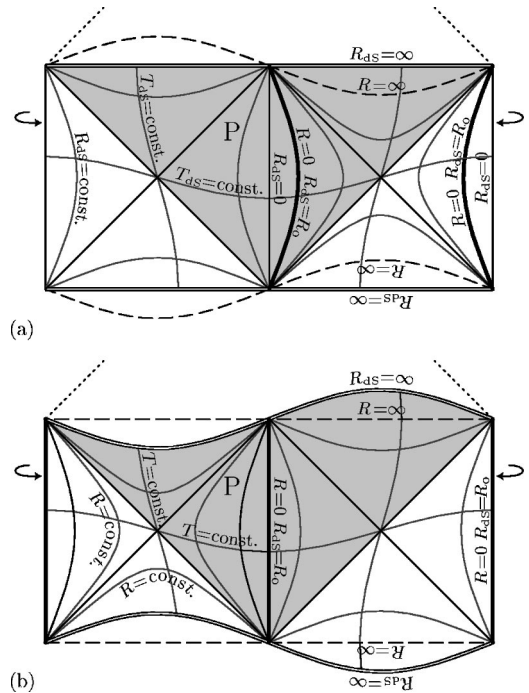 R_dS=∞
R=∞
T_dS=const.
P
R_dS=const.
T_dS=const.
R_dS=0
R=0 R_dS=R_o
R=0 R_dS=R_o
R_dS=0
R=∞
R_dS=∞
(a)
R_dS=∞
R=∞
P
T=const.
R=const.
T=const.
R=0 R_dS=R_o
R=0 R_dS=R_o
R=const.
R=∞
R_dS=∞
(b)